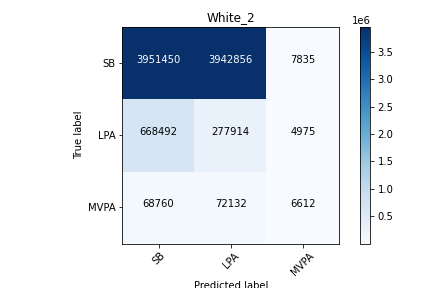 White_2
1e6
SB 3951450 3942856 7835
3.5
3.0
2.5
LPA 668492 277914 4975
2.0
1.5
1.0
MVPA 68760 72132 6612
0.5
True label
SB LPA MVPA
Predicted label